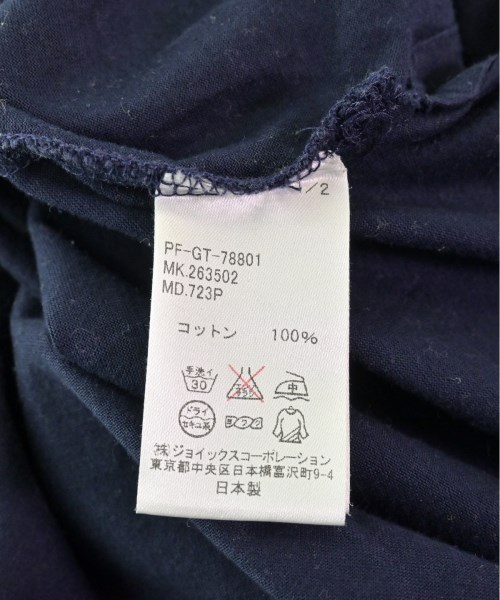 /2
PF-GT-78801
MK.263502
MD.723P
コットン 100%
手洗イ
30
中
ドライ
セキユ系
(株)ジョイックスコーポレーション
東京都中央区日本橋富沢町9-4
日本製